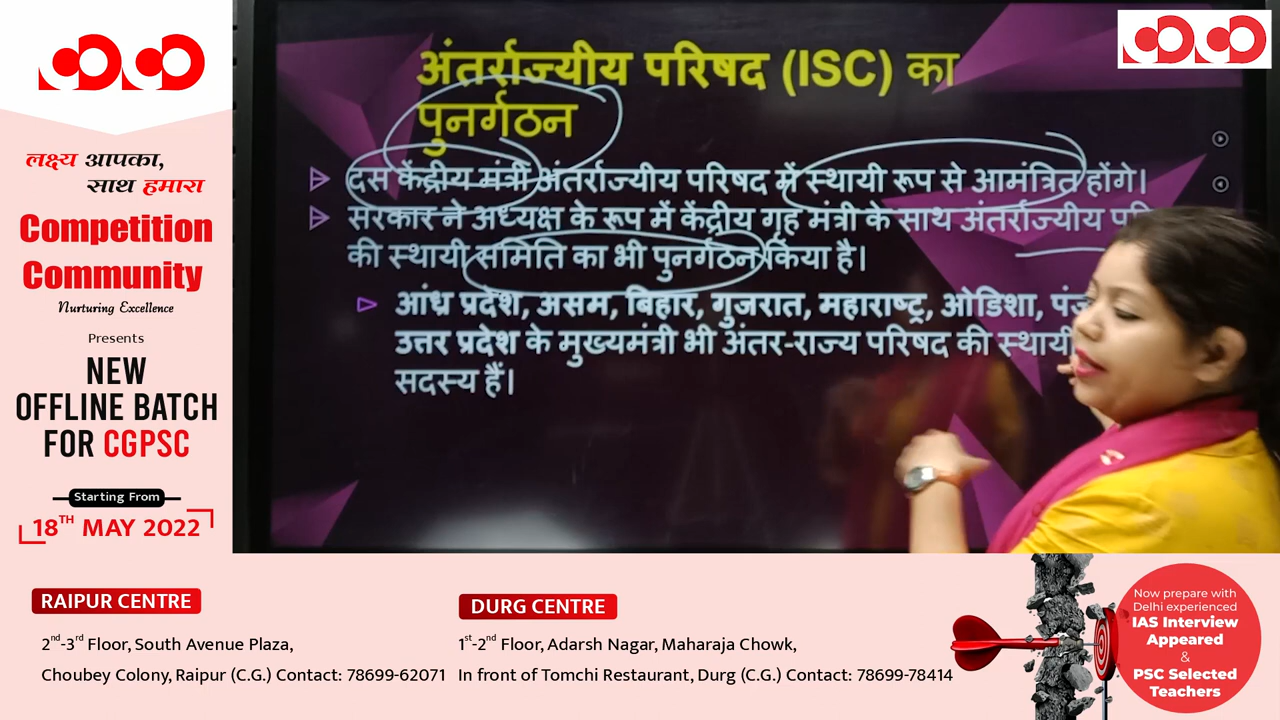 लक्ष्य आपका,
साथ हमारा
Competition
Community
Nurturing Excellence
Presents
NEW
OFFLINE BATCH
FOR CGPSC
Starting From
18TH MAY 2022
अंतर्राज्यीय परिषद (ISC) का
पुनर्गठन
दस केंद्रीय मंत्री अंतर्राज्यीय परिषद में स्थायी रूप से आमंत्रित होंगे।
सरकार ने अध्यक्ष के रूप में केंद्रीय गृह मंत्री के साथ अंतर्राज्यीय
की स्थायी समिति का भी पुनर्गठन किया है।
आंध्र प्रदेश, असम, बिहार, गुजरात, महाराष्ट्र, ओडिशा,
उत्तर प्रदेश के मुख्यमंत्री भी अंतर-राज्य परिषद की स्थायी
सदस्य हैं।
RAIPUR CENTRE
2nd-3rd Floor, South Avenue Plaza,
Choubey Colony, Raipur (C.G.) Contact: 78699-62071
DURG CENTRE
1st-2nd Floor, Adarsh Nagar, Maharaja Chowk,
In front of Tomchi Restaurant, Durg (C.G.) Contact: 78699-78414
Now prepare with
Delhi experienced
IAS Interview
Appeared
&
PSC Selected
Teachers